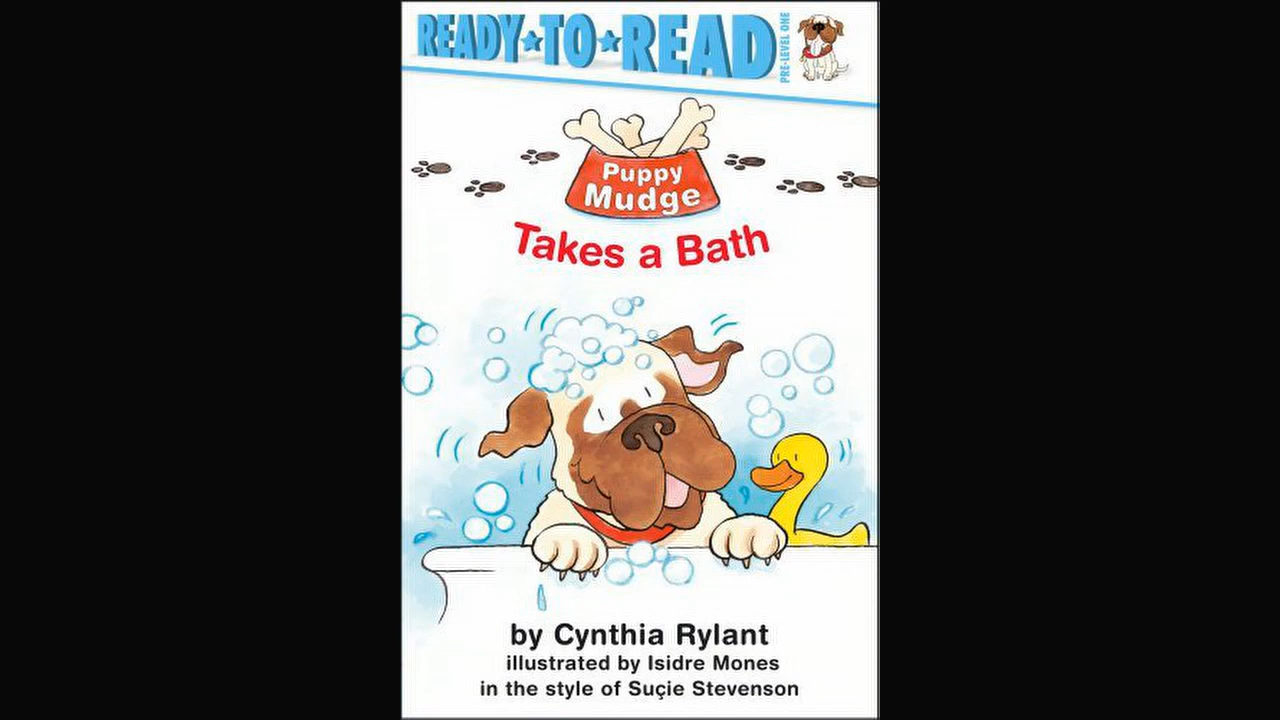 READY★TO★READ
PRE-LEVEL ONE
Puppy
Mudge
Takes a Bath
by Cynthia Rylant
illustrated by Isidre Mones
in the style of Suçie Stevenson